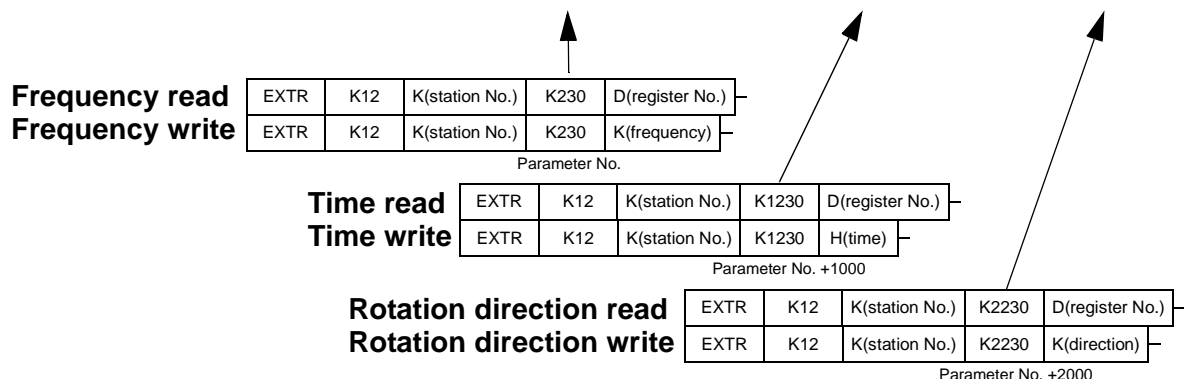 Frequency read EXTR K12 K(station No.) K230 D(register No.)
Frequency write EXTR K12 K(station No.) K230 K(frequency)
Parameter No.
Time read EXTR K12 K(station No.) K1230 D(register No.)
Time write EXTR K12 K(station No.) K1230 H(time)
Parameter No. +1000
Rotation direction read EXTR K12 K(station No.) K2230 D(register No.)
Rotation direction write EXTR K12 K(station No.) K2230 K(direction)
Parameter No. +2000